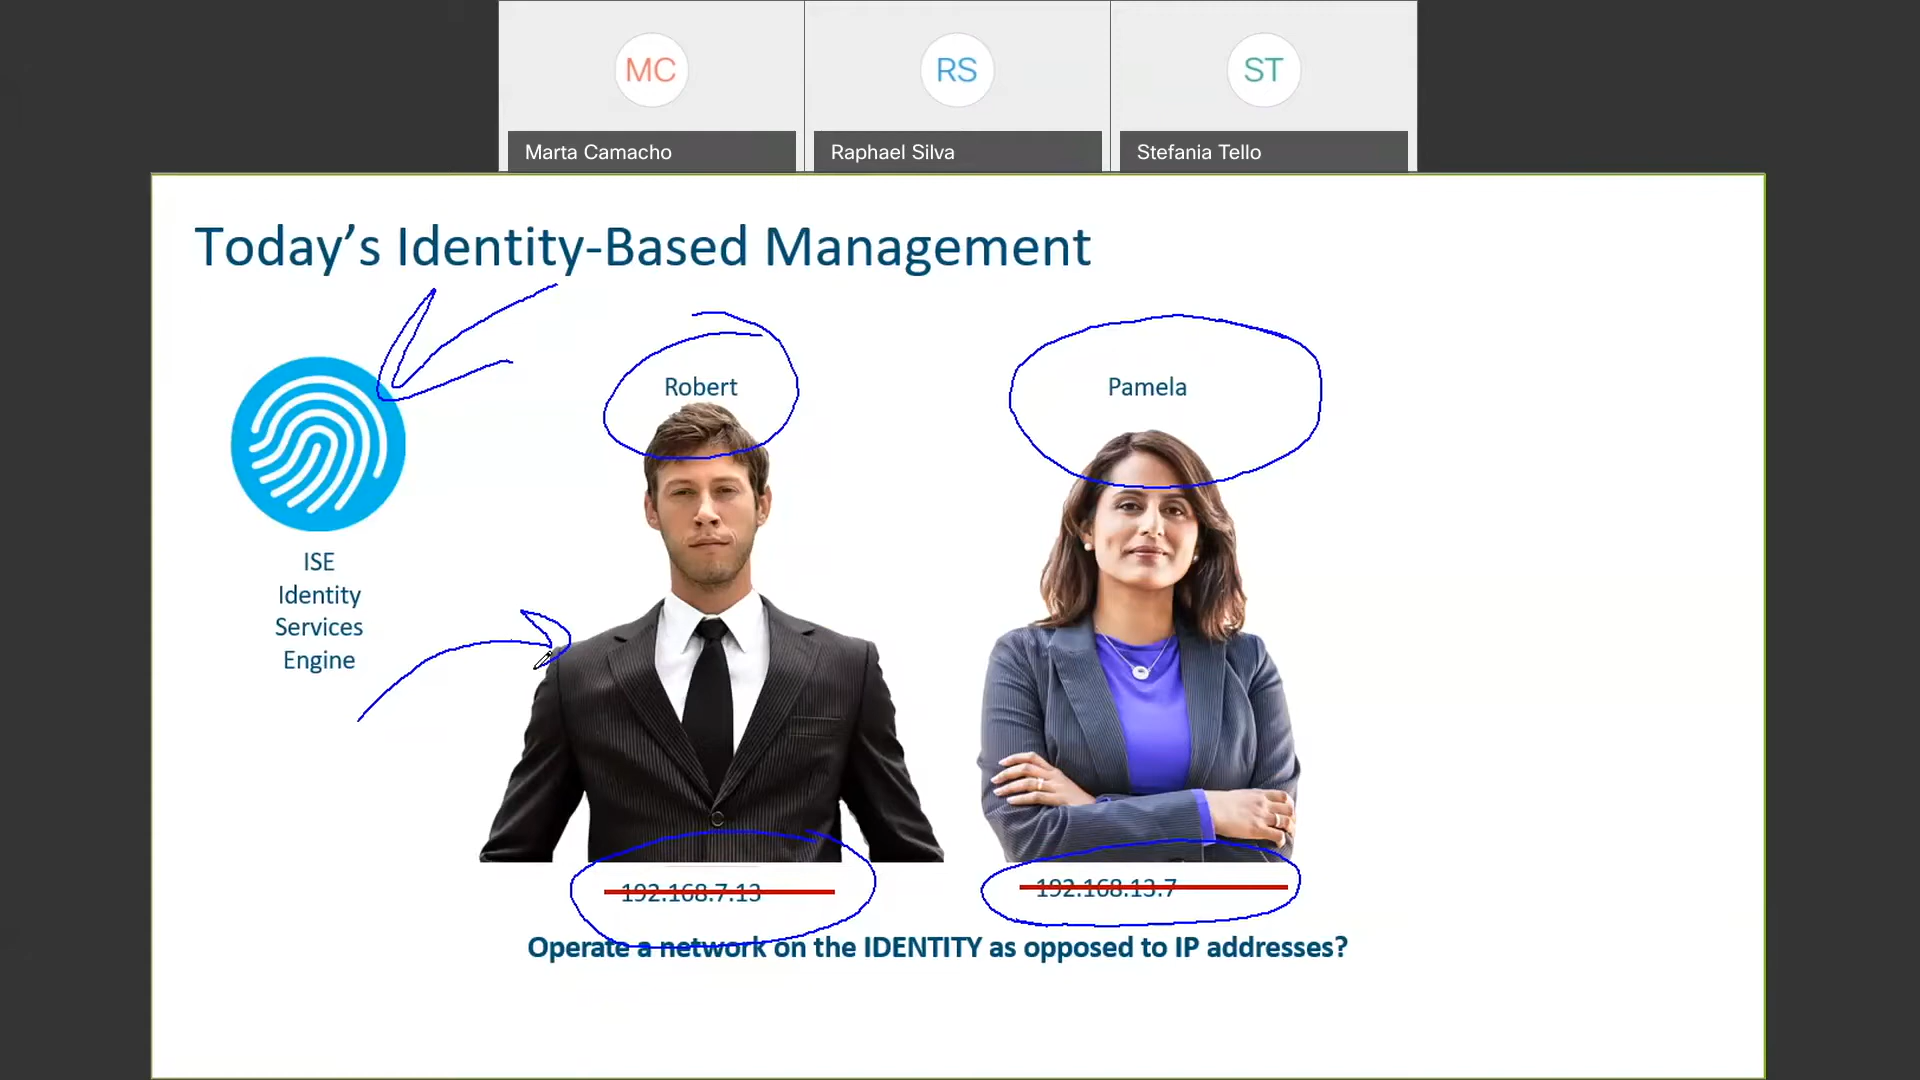 MC
RS
ST
Marta Camacho
Raphael Silva
Stefania Tello
Today’s Identity-Based Management
Robert
Pamela
ISE
Identity
Services
Engine
192.168.7.13
192.168.13.7
Operate a network on the IDENTITY as opposed to IP addresses?